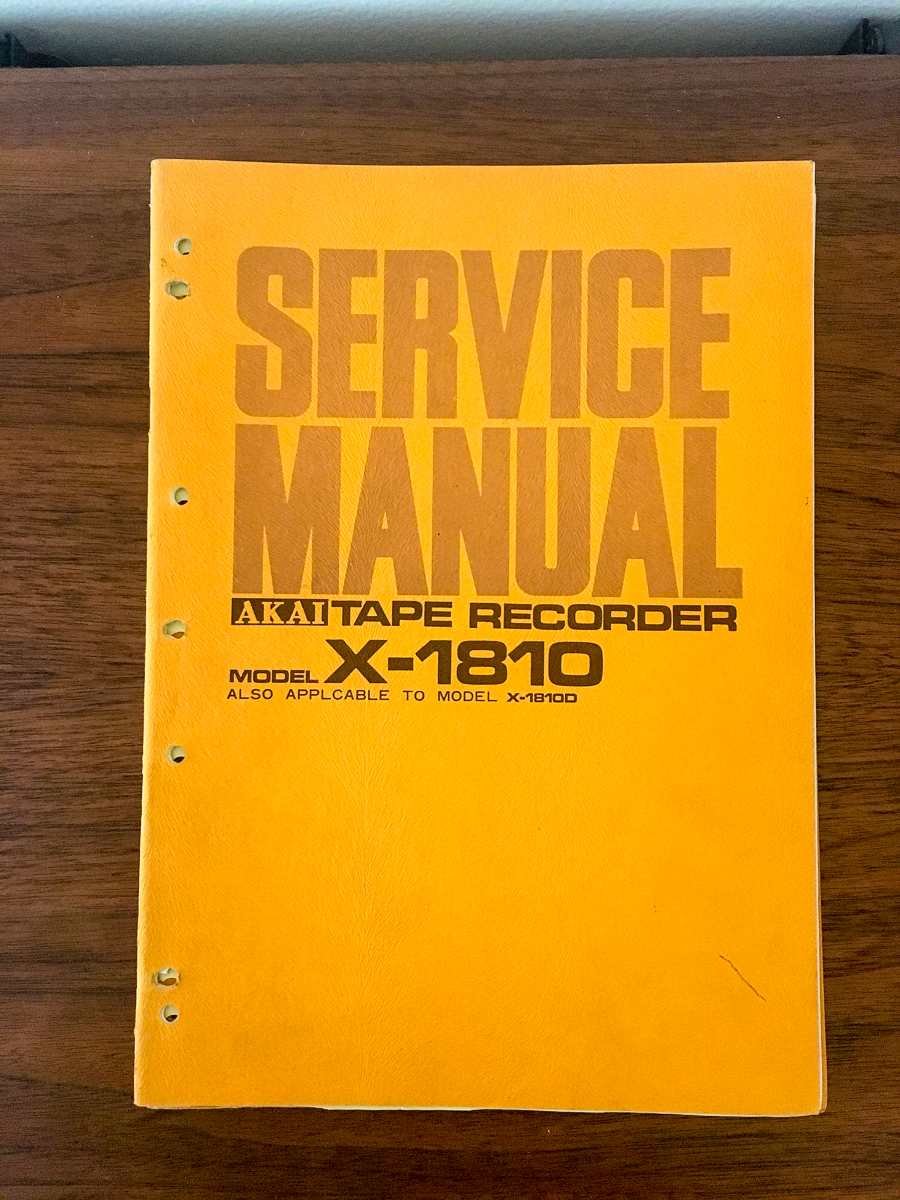 SERVICE
MANUAL
AKAI TAPE RECORDER
MODEL X-1810
ALSO APPLCABLE TO MODEL X-1810D